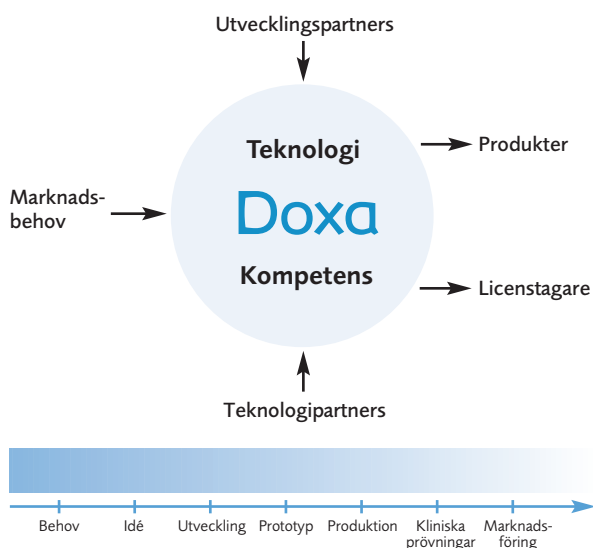 Utvecklingspartners
Teknologi
Produkter
Marknads-
behov
Doxa
Kompetens
Licenstagare
Teknologipartners
Behov
Idé
Utveckling
Prototyp
Produktion
Kliniska
prövningar
Marknads-
föring